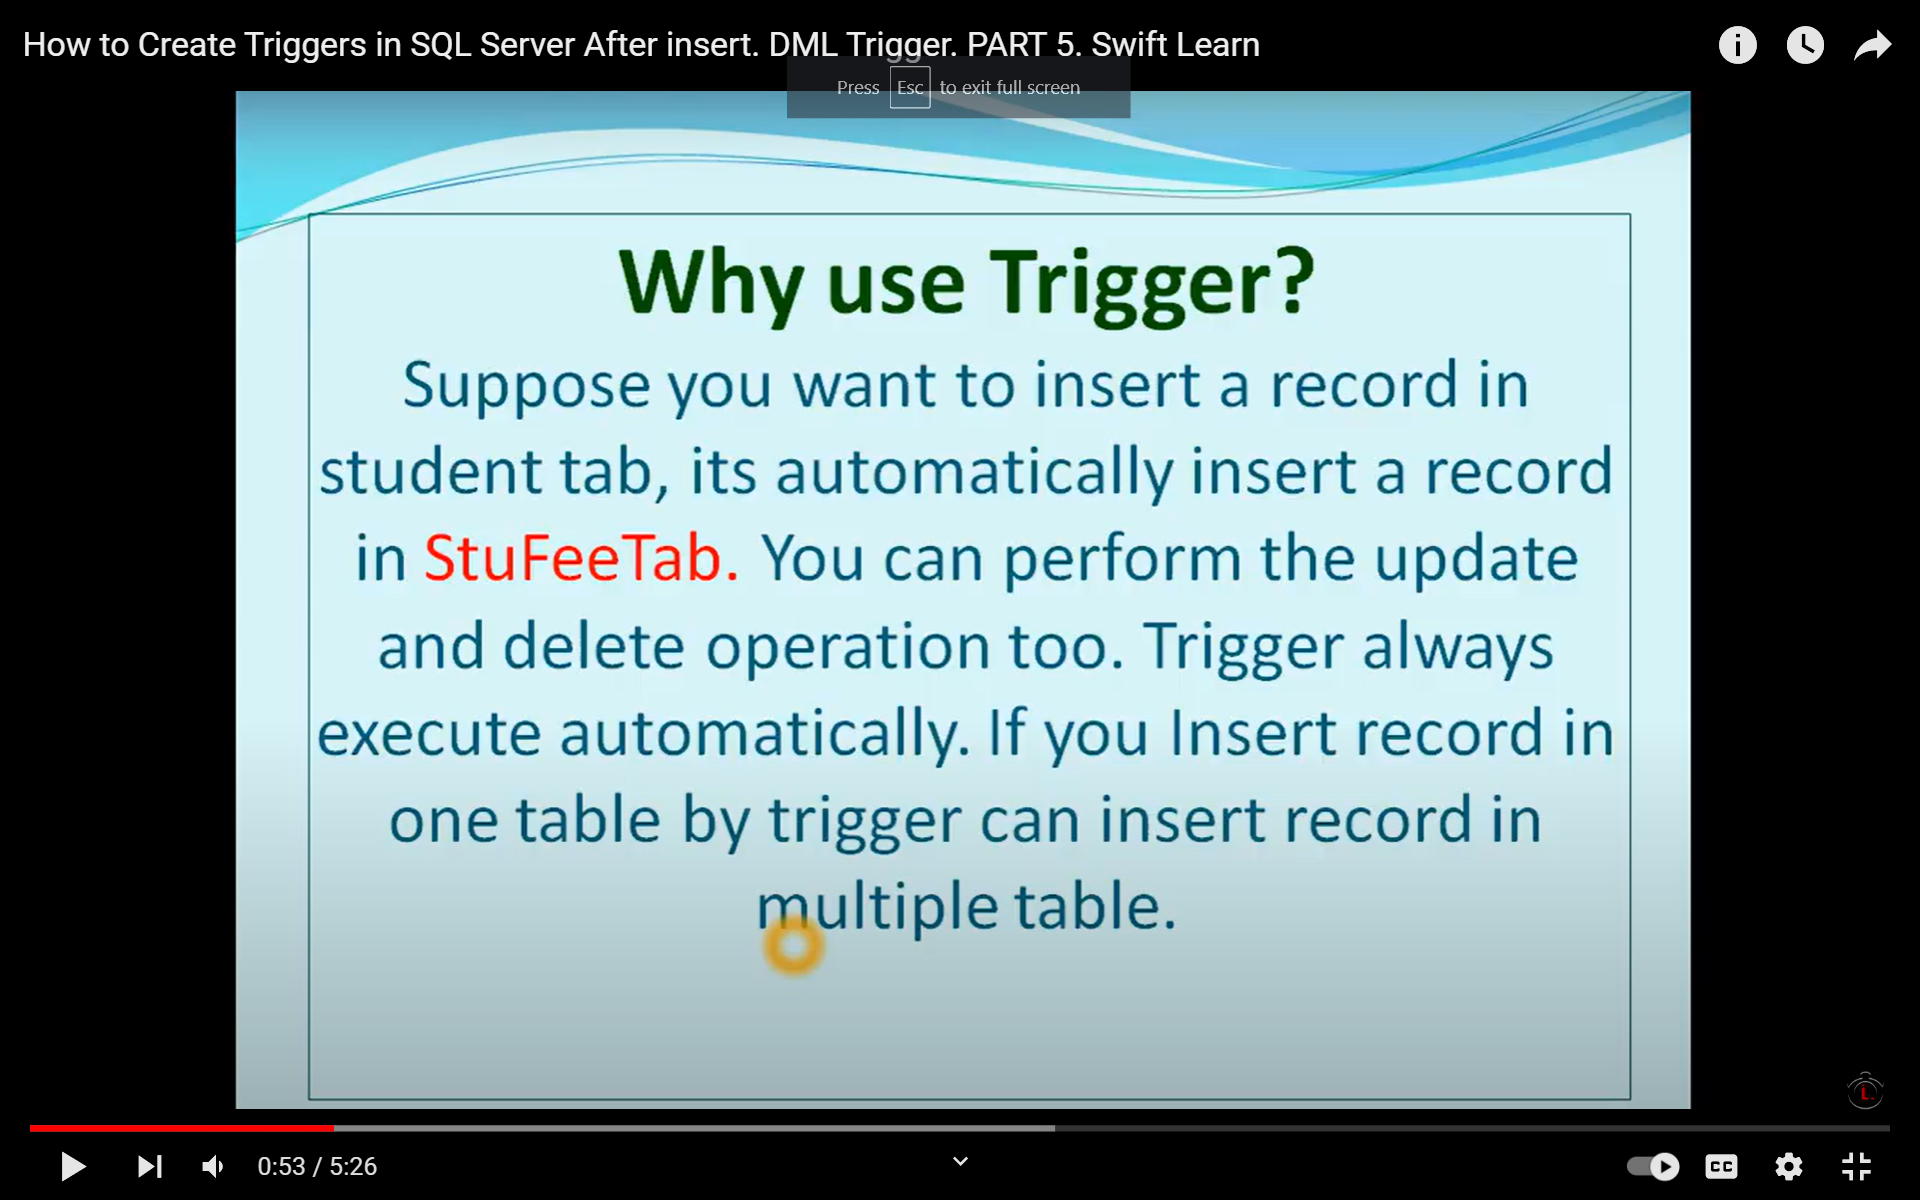 How to Create Triggers in SQL Server After insert. DML Trigger. PART 5. Swift Learn
Press Esc to exit full screen
Why use Trigger?
Suppose you want to insert a record in
student tab, its automatically insert a record
in StuFeeTab. You can perform the update
and delete operation too. Trigger always
execute automatically. If you Insert record in
one table by trigger can insert record in
multiple table.
L.
0:53 / 5:26
CC